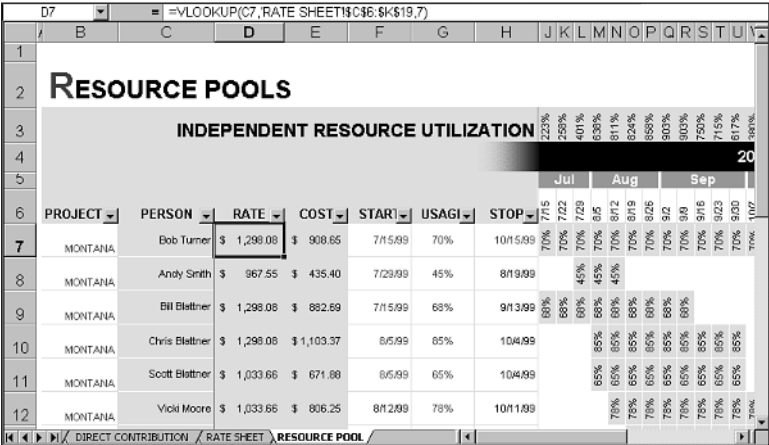 D7 = =VLOOKUP(C7,'RATE SHEET'!$C$6:$K$19,7)
B C D E F G H J K L M N O P Q R S T U
1
2 RESOURCE POOLS
3 INDEPENDENT RESOURCE UTILIZATION 223% 258% 401% 638% 811% 824% 858% 903% 903% 750% 715% 617% 380%
4 20
5 Jul Aug Sep
6 PROJECT PERSON RATE COST START USAGI STOP 7/15 7/22 7/29 8/5 8/12 8/19 8/26 9/2 9/9 9/16 9/23 9/30 10/7
7 MONTANA Bob Turner $ 1,298.08 $ 908.65 7/15/99 70% 10/15/99 70% 70% 70% 70% 70% 70% 70% 70% 70% 70% 70% 70% 70%
8 MONTANA Andy Smith $ 967.55 $ 435.40 7/29/99 45% 8/19/99 45% 45% 45%
9 MONTANA Bill Blattner $ 1,298.08 $ 882.69 7/15/99 68% 9/13/99 68% 68% 68% 68% 68% 68% 68% 68% 68%
10 MONTANA Chris Blattner $ 1,298.08 $ 1,103.37 8/5/99 85% 10/4/99 85% 85% 85% 85% 85% 85% 85% 85% 85%
11 MONTANA Scott Blattner $ 1,033.66 $ 671.88 8/5/99 65% 10/4/99 65% 65% 65% 65% 65% 65% 65% 65% 65%
12 MONTANA Vicki Moore $ 1,033.66 $ 806.25 8/12/99 78% 10/11/99 78% 78% 78% 78% 78% 78% 78% 78% 78%
DIRECT CONTRIBUTION RATE SHEET RESOURCE POOL